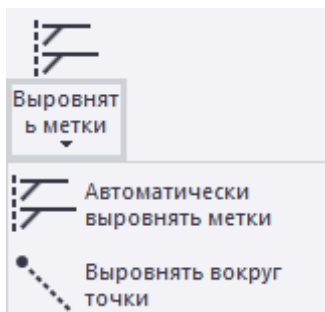 Выровнят
ь метки
Автоматически
выровнять метки
Выровнять вокруг
точки